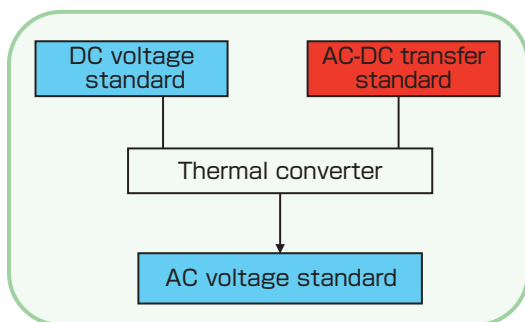 DC voltage
standard
AC-DC transfer
standard
Thermal converter
AC voltage standard